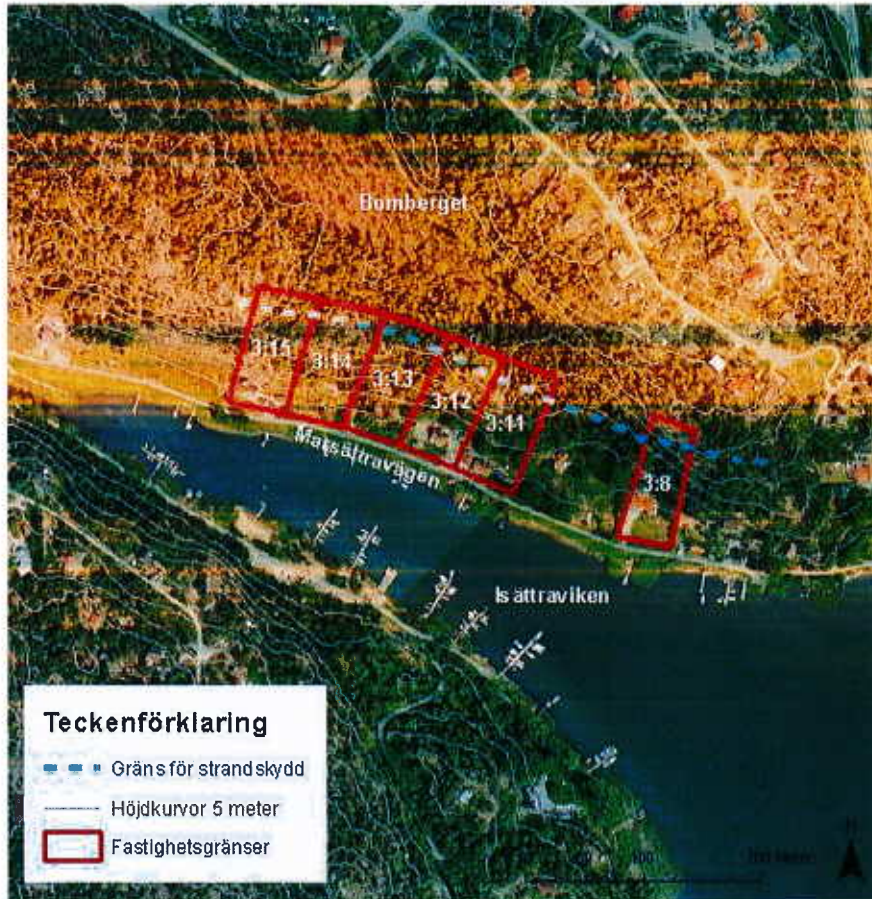 Bomberget
3:15
3:14
3:13
3:12
3:11
3:8
Matsättravägen
Isättraviken
Teckenförklaring
Gräns för strandskydd
Höjdkurvor 5 meter
Fastighetsgränser
100